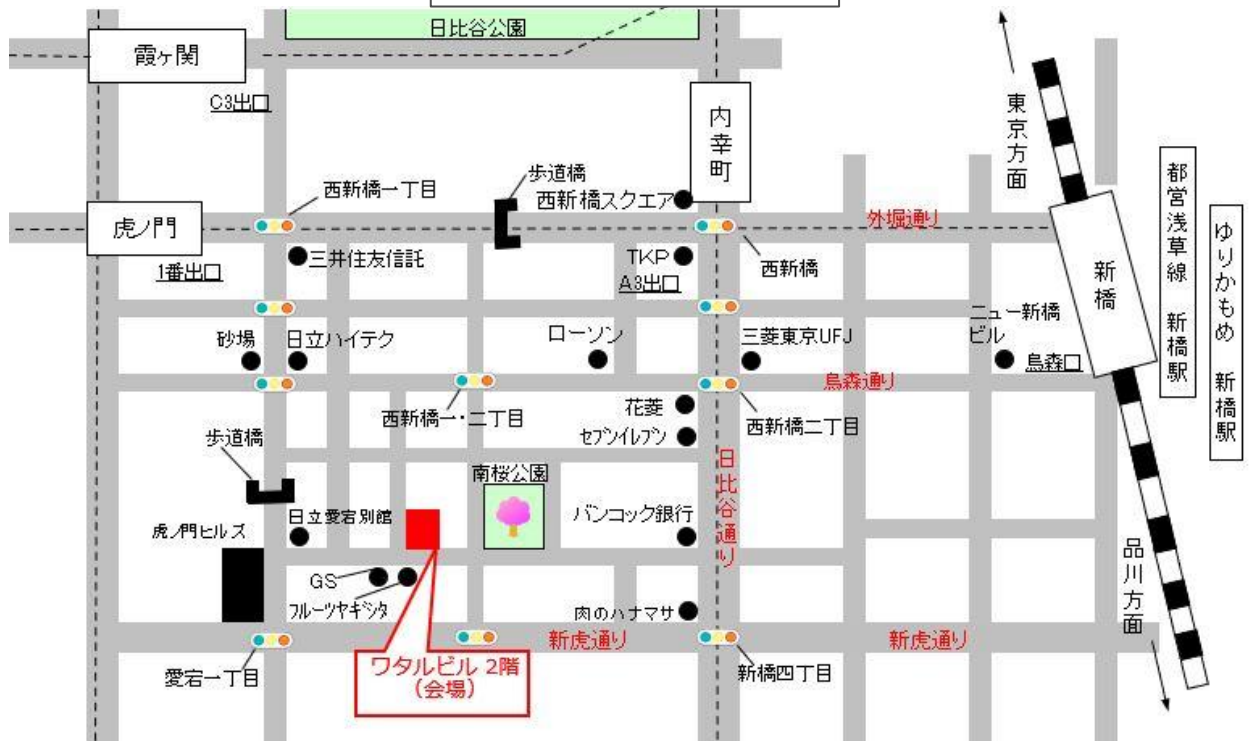 日比谷公園
霞ヶ関
C3出口
内幸町
東京方面
歩道橋
西新橋一丁目
西新橋スクエア
都営浅草線 新橋駅
虎ノ門
外堀通り
ゆりかもめ 新橋駅
1番出口
三井住友信託
TKP
A3出口
西新橋
新橋
ニュー新橋
ビル
砂場
日立ハイテク
ローソン
三菱東京UFJ
烏森口
烏森通り
西新橋一・二丁目
花菱
西新橋二丁目
歩道橋
セブンイレブン
南桜公園
日比谷通り
虎ノ門ヒルズ
日立愛宕別館
バンコック銀行
品川方面
GS
フルーツヤギシタ
肉のハナマサ
新虎通り
新虎通り
愛宕一丁目
ワタルビル 2階
(会場)
新橋四丁目